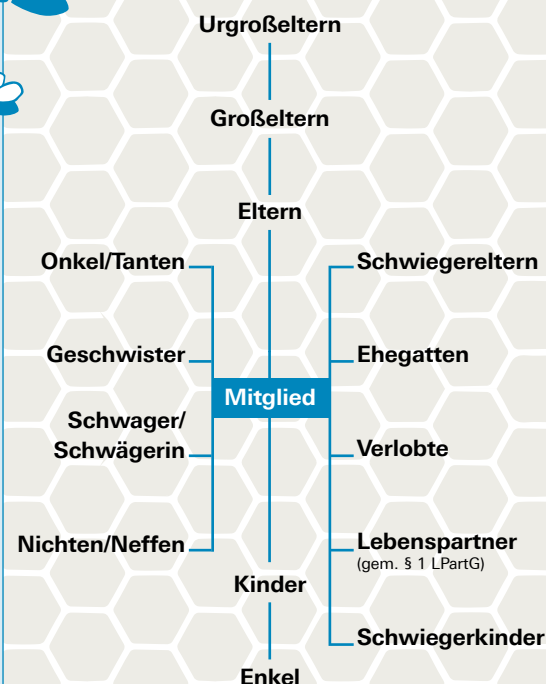 Urgroßeltern
Großeltern
Eltern
Onkel/Tanten
Schwiegereltern
Geschwister
Ehegatten
Mitglied
Schwager/
Schwägerin
Verlobte
Nichten/Neffen
Lebenspartner
(gem. § 1 LPartG)
Kinder
Schwiegerkinder
Enkel